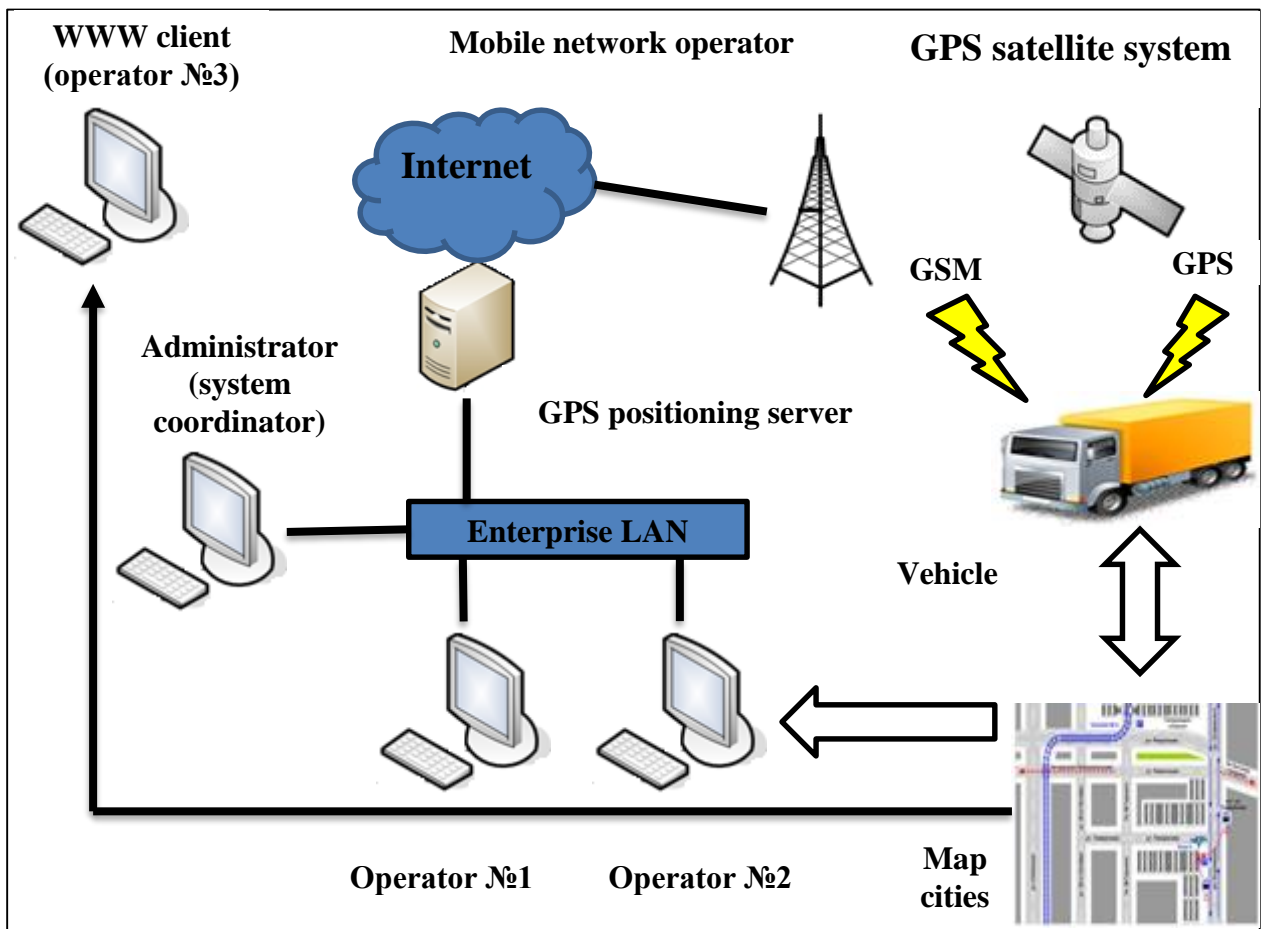 WWW client
(operator №3)
Mobile network operator
GPS satellite system
Internet
GSM
GPS
Administrator
(system
coordinator)
GPS positioning server
Enterprise LAN
Vehicle
Operator №1
Operator №2
Map
cities